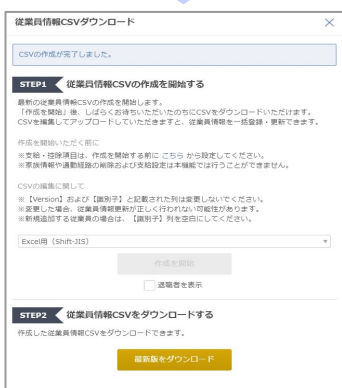 従業員情報CSVダウンロード
CSVの作成が完了しました。
STEP1 従業員情報CSVの作成を開始する
最新の従業員情報CSVの作成を開始します。
「作成を開始」後、しばらくお待ちいただいたのちにCSVをダウンロードいただけます。
CSVを編集してアップロードしていただきますと、従業員情報を一括登録・更新できます。
作成を開始いただく前に
※支給・控除項目は、作成を開始する前に こちら から設定してください。
※家族情報や通勤経路の削除および支給設定は本機能では行うことができません。
CSVの編集に関して
※【Version】および【識別子】と記載された列は変更しないでください。
※変更した場合、従業員情報更新が正しく行われない可能性があります。
※新規追加する従業員の場合は、【識別子】列を空白にしてください。
Excel用（Shift-JIS）
作成を開始
退職者を表示
STEP2 従業員情報CSVをダウンロードする
作成した従業員情報CSVをダウンロードできます。
最新版をダウンロード